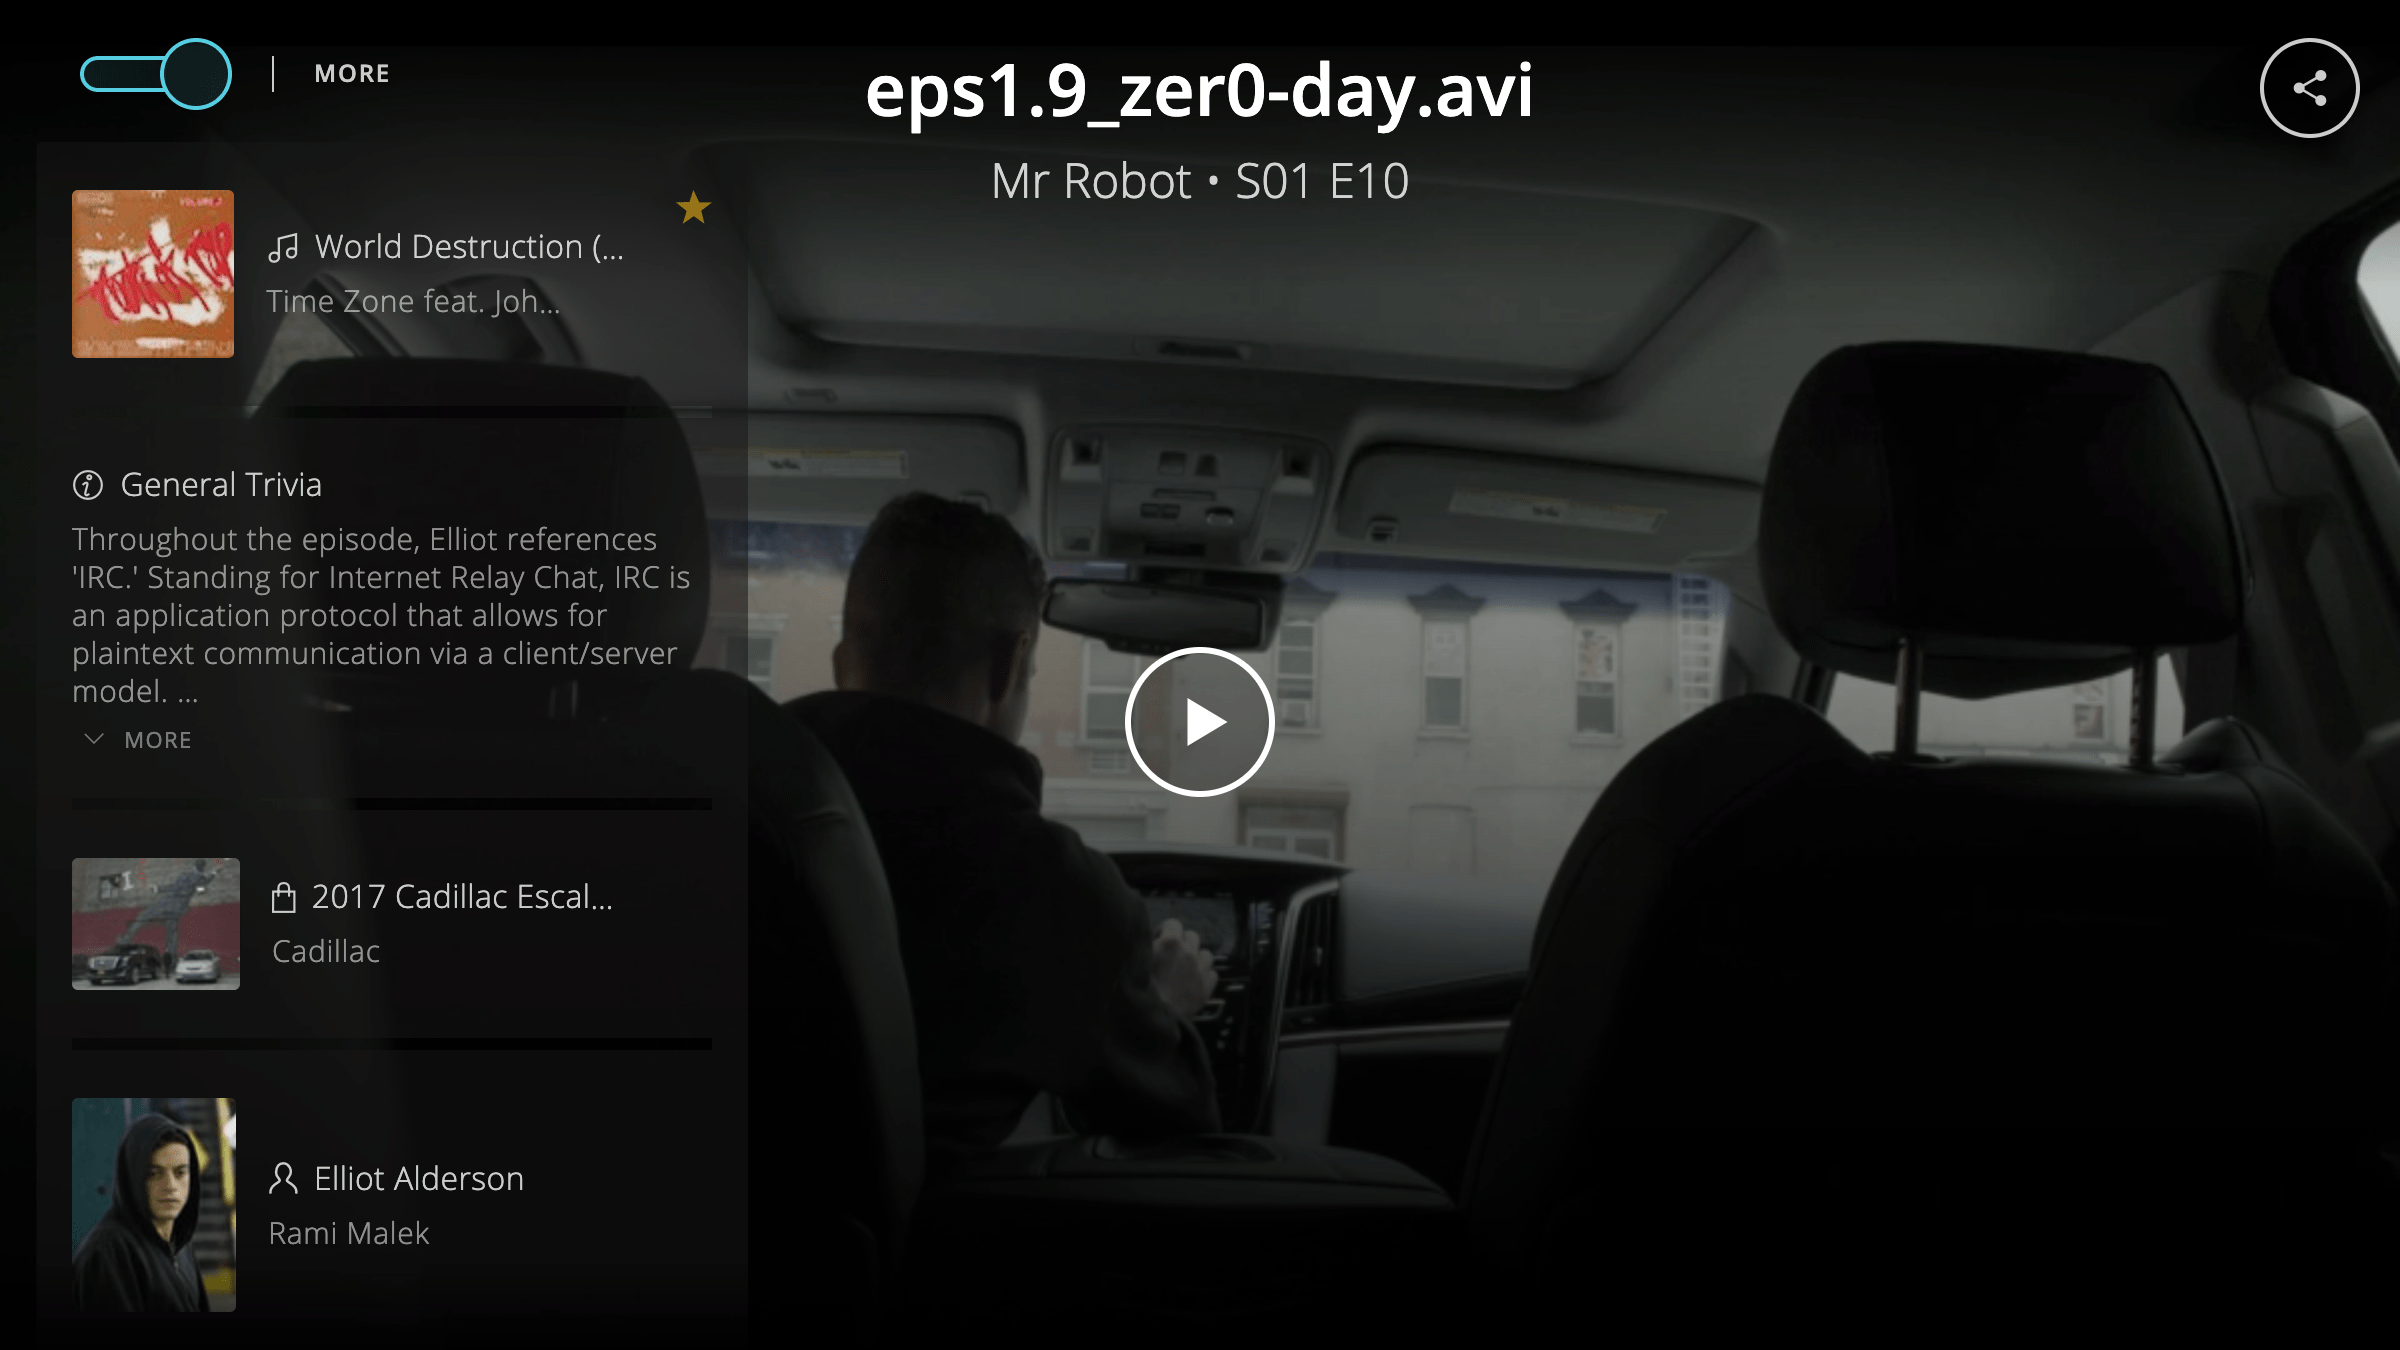 MORE
eps1.9_zer0-day.avi
Mr Robot • S01 E10
World Destruction (...
Time Zone feat. Joh...
General Trivia
Throughout the episode, Elliot references
'IRC.' Standing for Internet Relay Chat, IRC is
an application protocol that allows for
plaintext communication via a client/server
model. ...
MORE
2017 Cadillac Escal...
Cadillac
Elliot Alderson
Rami Malek